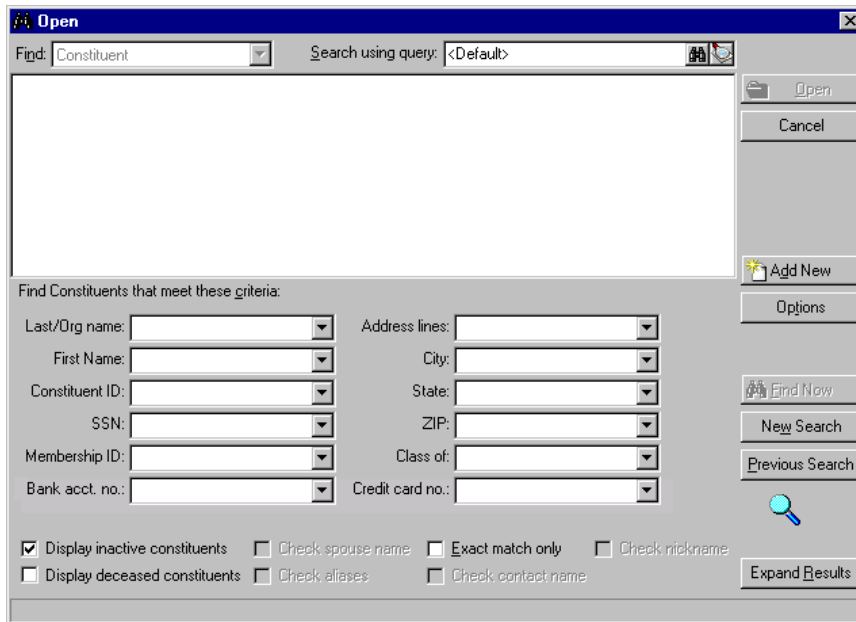 Open
Find: Constituent Search using query: <Default>
Open
Cancel
Add New
Options
Find Constituents that meet these criteria:
Last/Org name: Address lines:
First Name: City:
Constituent ID: State:
SSN: ZIP:
Membership ID: Class of:
Bank acct. no.: Credit card no.:
Find Now
New Search
Previous Search
Display inactive constituents Check spouse name Exact match only Check nickname
Display deceased constituents Check aliases Check contact name
Expand Results